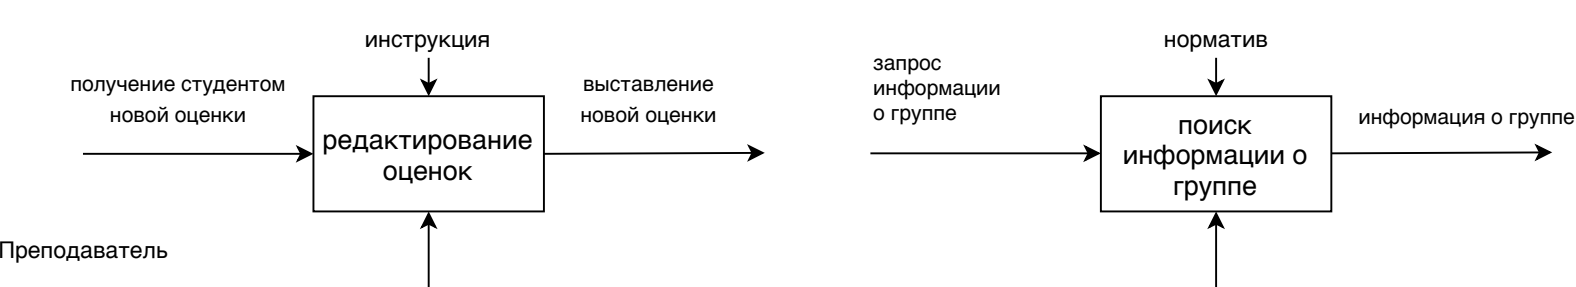 инструкция
получение студентом
новой оценки
выставление
новой оценки
редактирование
оценок
Преподаватель
норматив
запрос
информации
о группе
поиск
информации о
группе
информация о группе